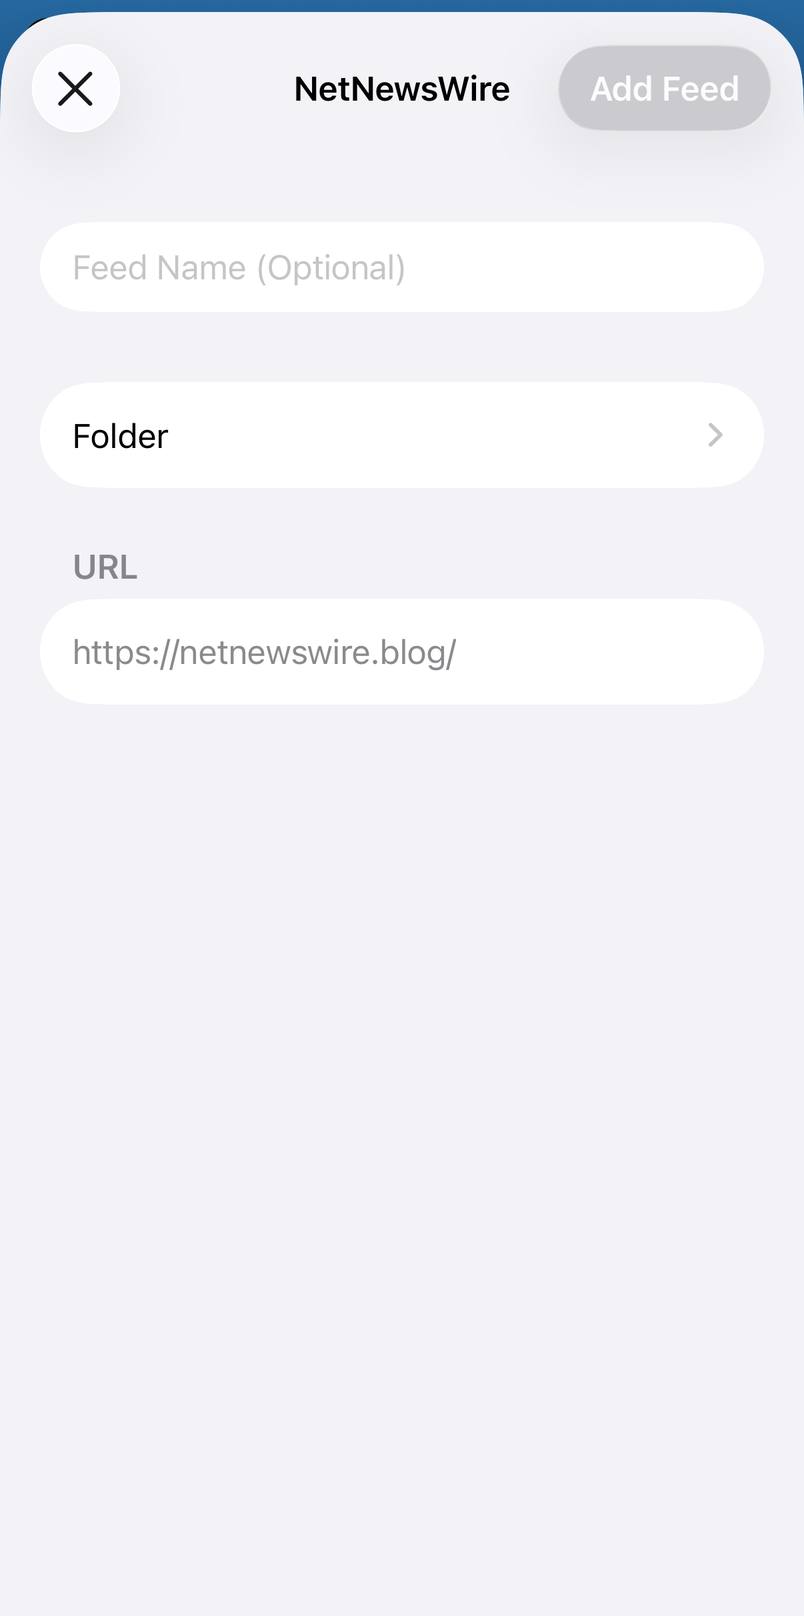 NetNewsWire
Add Feed
Feed Name (Optional)
Folder
URL
https://netnewswire.blog/